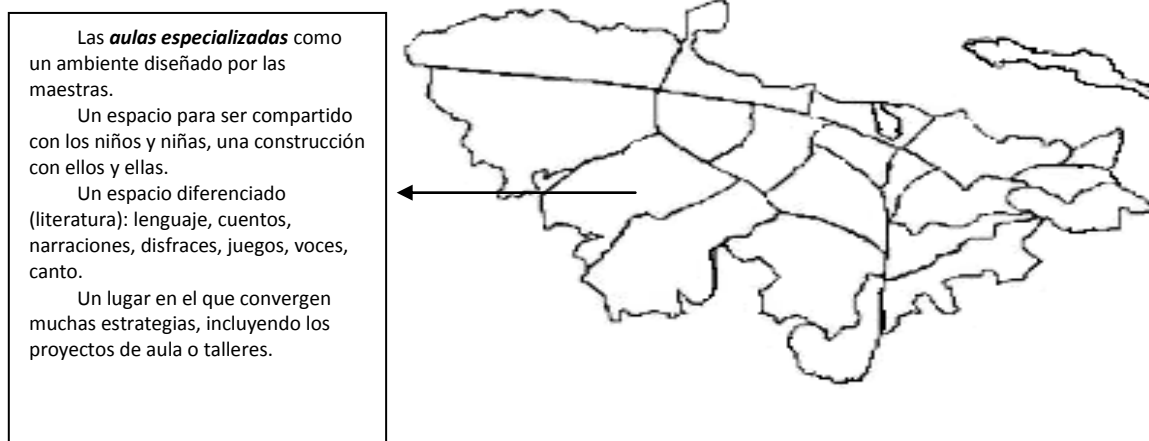 Las aulas especializadas como
un ambiente diseñado por las
maestras.
Un espacio para ser compartido
con los niños y niñas, una construcción
con ellos y ellas.
Un espacio diferenciado
(literatura): lenguaje, cuentos,
narraciones, disfraces, juegos, voces,
canto.
Un lugar en el que convergen
muchas estrategias, incluyendo los
proyectos de aula o talleres.